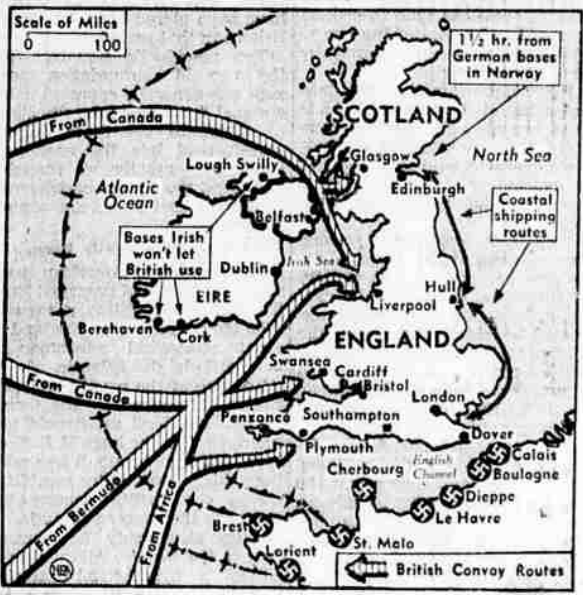 Scale of Miles
0 100
1½ hr. from
German bases
in Norway
From Canada
SCOTLAND
North Sea
Lough Swilly
Glasgow
Edinburgh
Atlantic
Ocean
Belfast
Coastal
shipping
routes
Bases Irish
won't let
British use
Dublin
Irish Sea
EIRE
Hull
Liverpool
Berehaven
Cork
ENGLAND
Swansea
Cardiff
Bristol
London
From Canada
Penzance
Southampton
Plymouth
Dover
English
Channel
Calais
Boulogne
Cherbourg
Dieppe
Le Havre
From Bermuda
From Africa
Brest
St. Malo
Lorient
NEA
British Convoy Routes